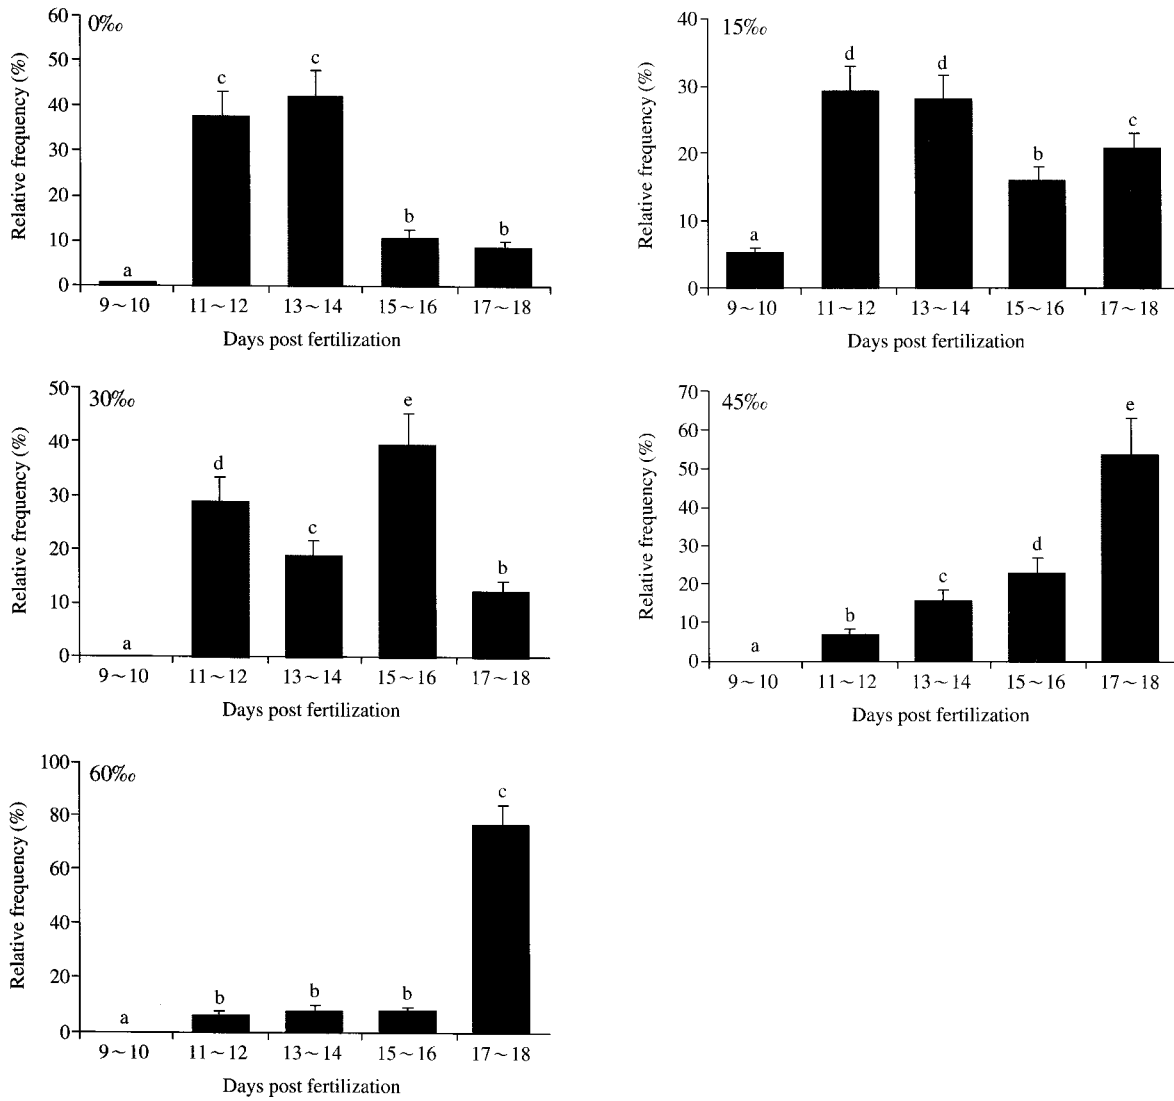 0‰
Relative frequency (%)
60
50
40
30
20
10
0
a
c
c
b
b
9~10
11~12
13~14
15~16
17~18
Days post fertilization
15‰
Relative frequency (%)
40
30
20
10
0
a
d
d
b
c
9~10
11~12
13~14
15~16
17~18
Days post fertilization
30‰
Relative frequency (%)
50
40
30
20
10
0
a
d
c
e
b
9~10
11~12
13~14
15~16
17~18
Days post fertilization
45‰
Relative frequency (%)
70
60
50
40
30
20
10
0
a
b
c
d
e
9~10
11~12
13~14
15~16
17~18
Days post fertilization
60‰
Relative frequency (%)
100
80
60
40
20
0
a
b
b
b
c
9~10
11~12
13~14
15~16
17~18
Days post fertilization